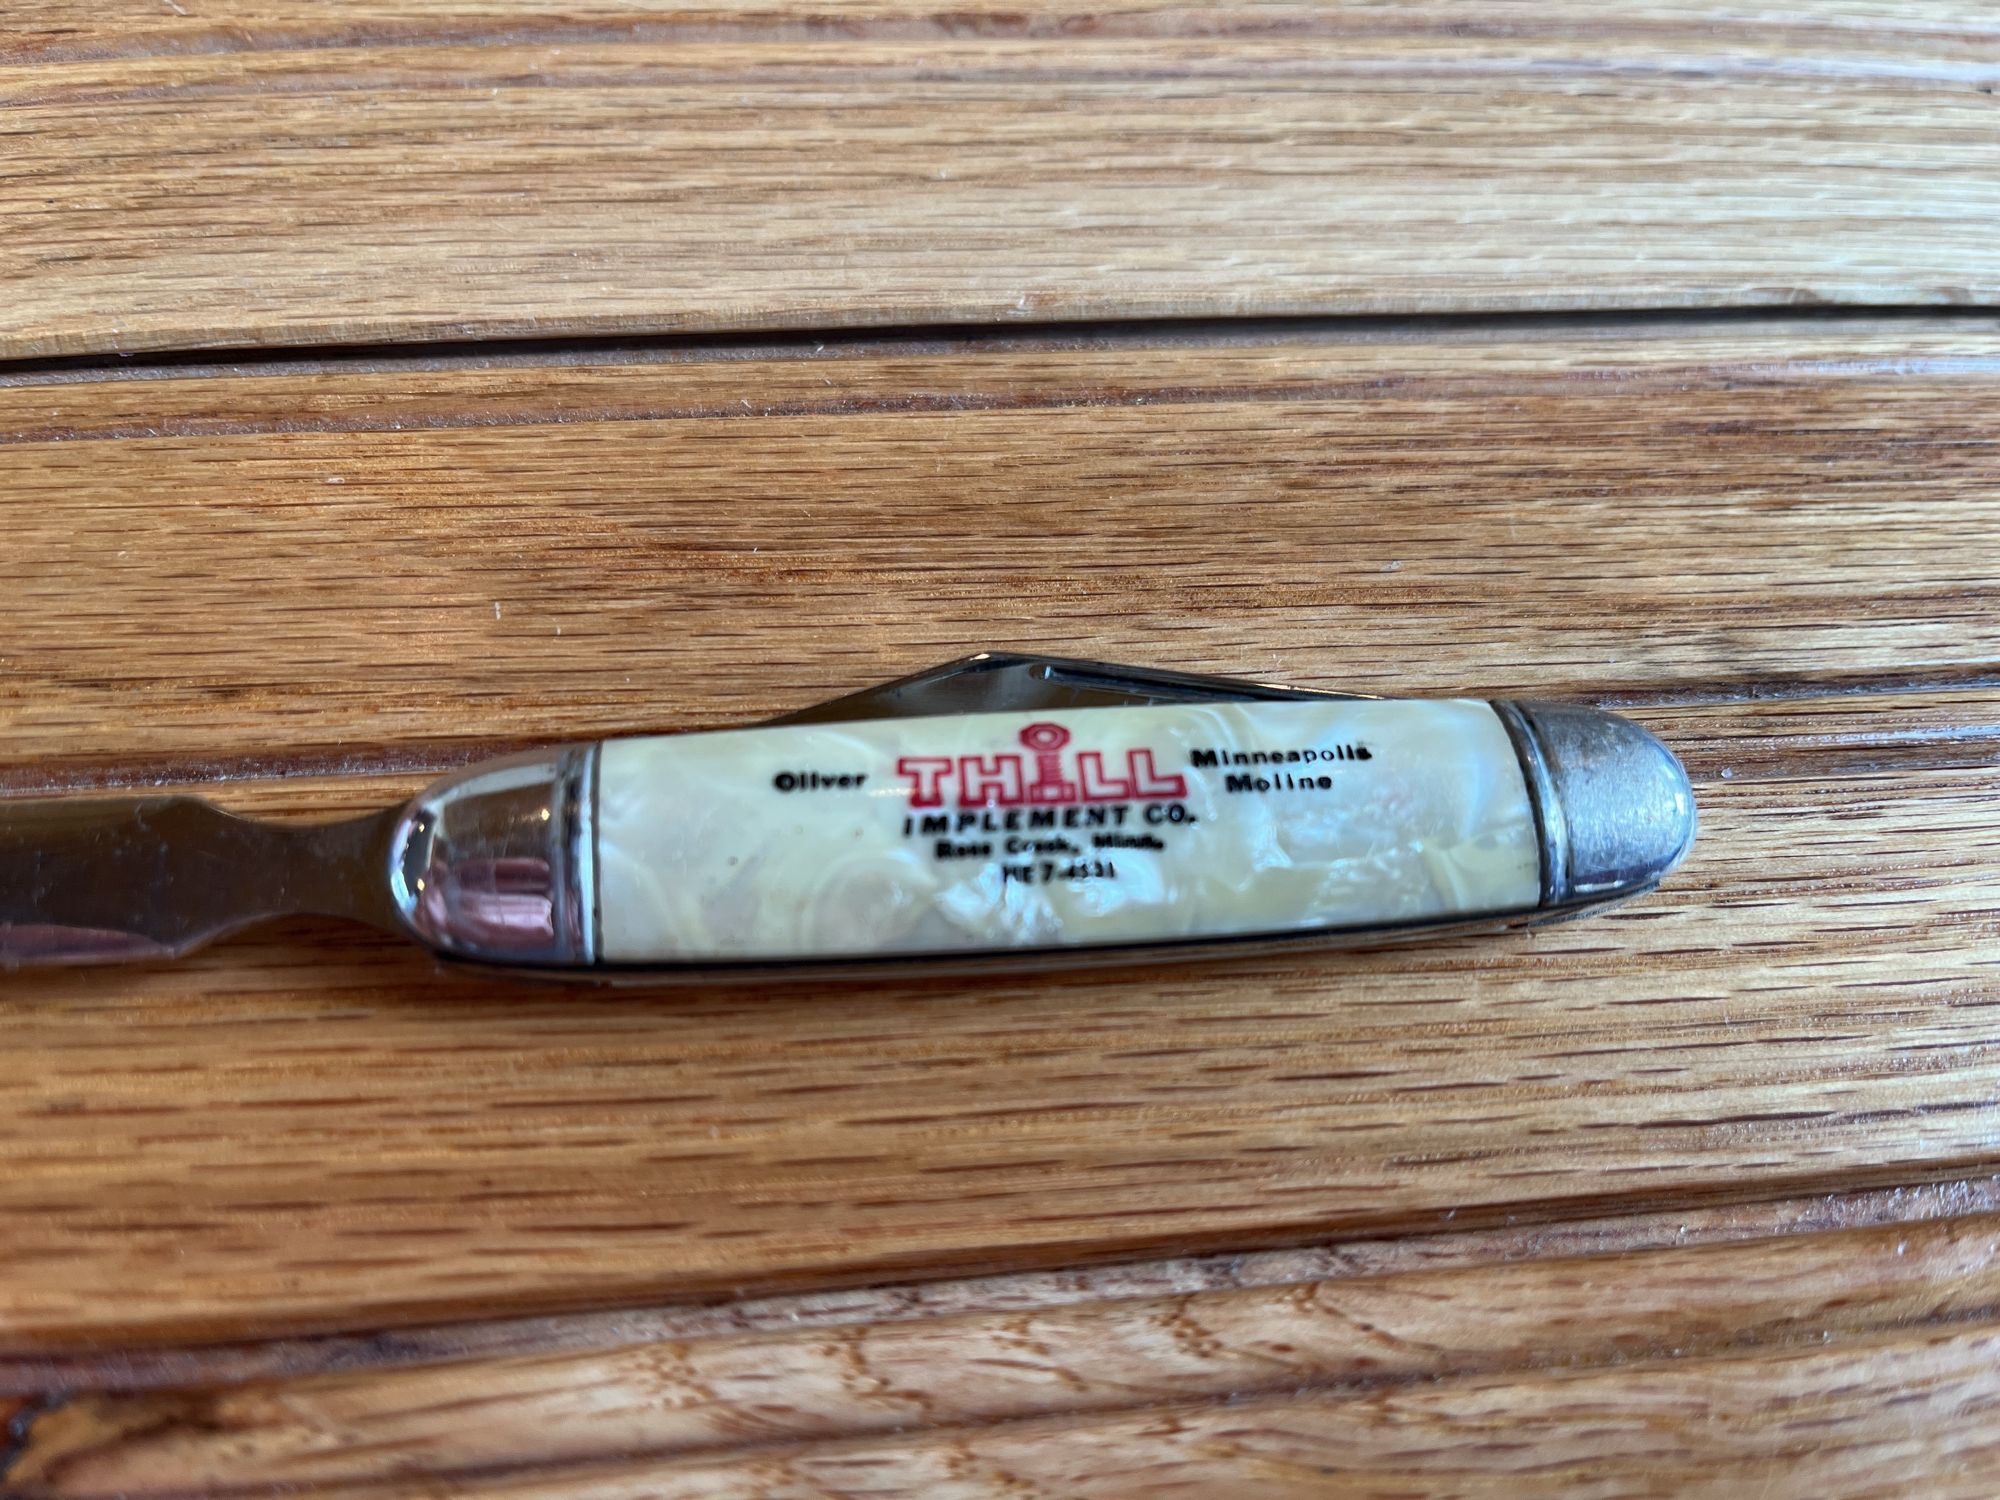 Oliver
THILL
Minneapolis
Moline
IMPLEMENT CO.
Rose Creek, Minn.
HE 7-4531